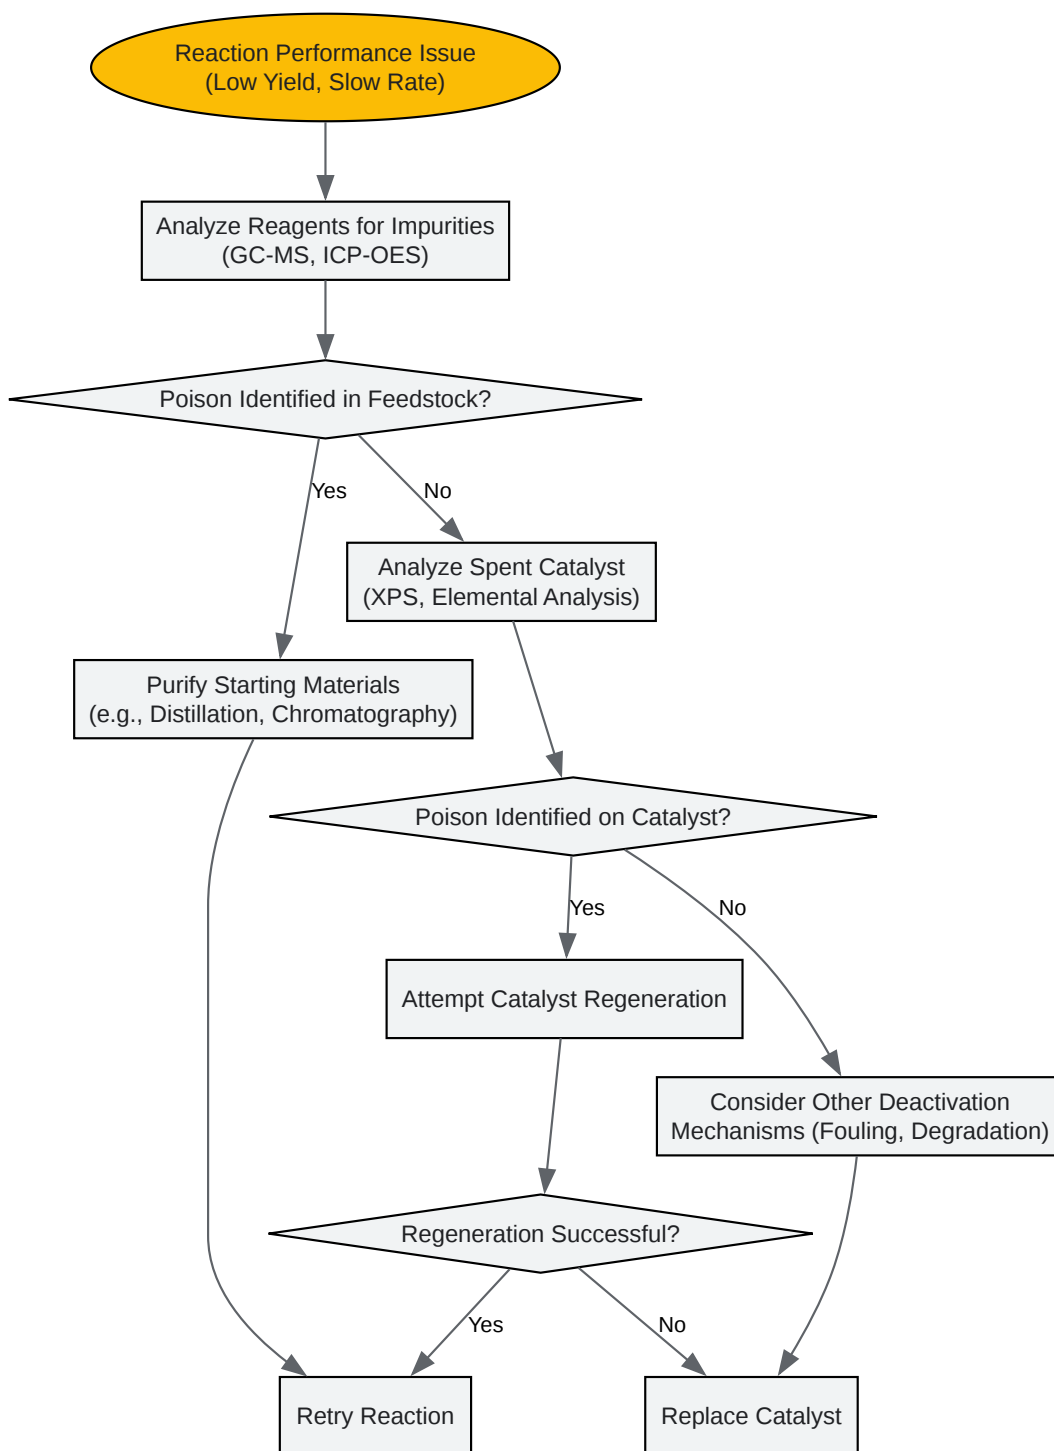 Reaction Performance Issue
(Low Yield, Slow Rate)
Analyze Reagents for Impurities
(GC-MS, ICP-OES)
Poison Identified in Feedstock?
Yes
No
Analyze Spent Catalyst
(XPS, Elemental Analysis)
Purify Starting Materials
(e.g., Distillation, Chromatography)
Poison Identified on Catalyst?
Yes
No
Attempt Catalyst Regeneration
Consider Other Deactivation
Mechanisms (Fouling, Degradation)
Regeneration Successful?
Yes
No
Retry Reaction
Replace Catalyst